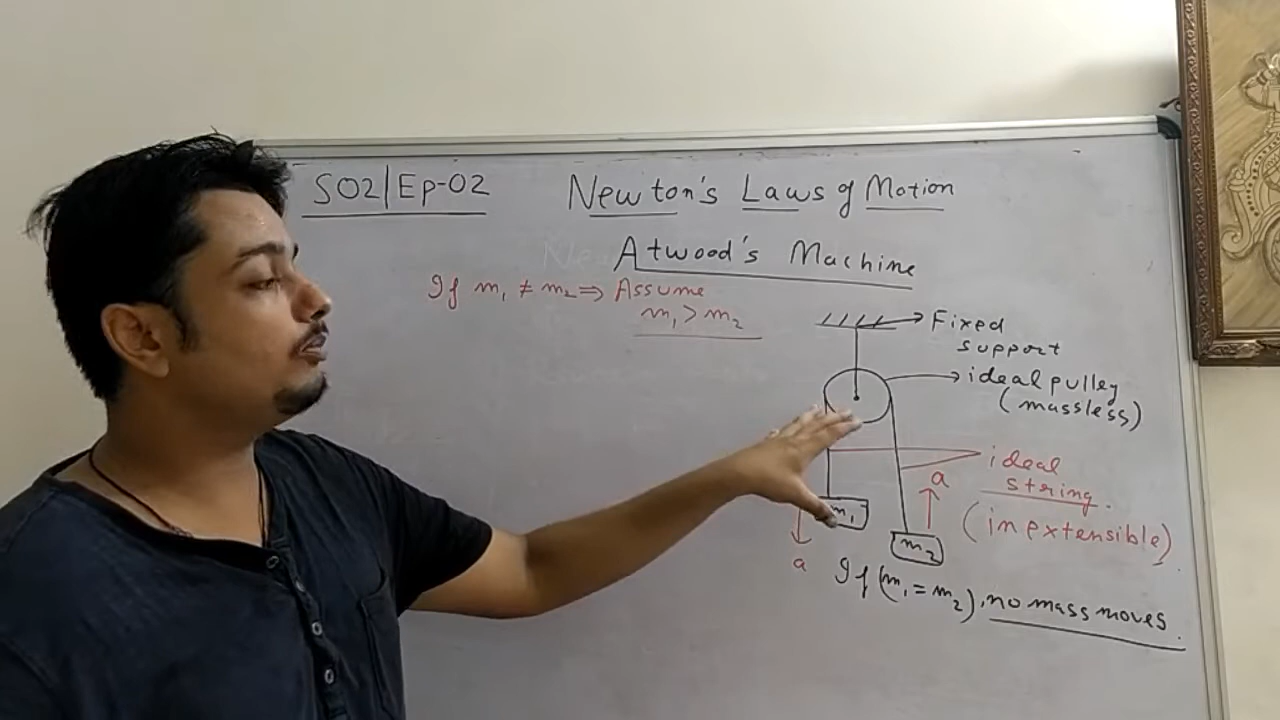 S02|Ep-02
Newton's Laws of Motion
Atwood's Machine
If m₁ ≠ m₂ ⇒ Assume
m₁ > m₂
Fixed
support
ideal pulley
(massless)
ideal
string.
(inextensible)
a
m₁
a
m₂
If (m₁ = m₂), no mass moves.